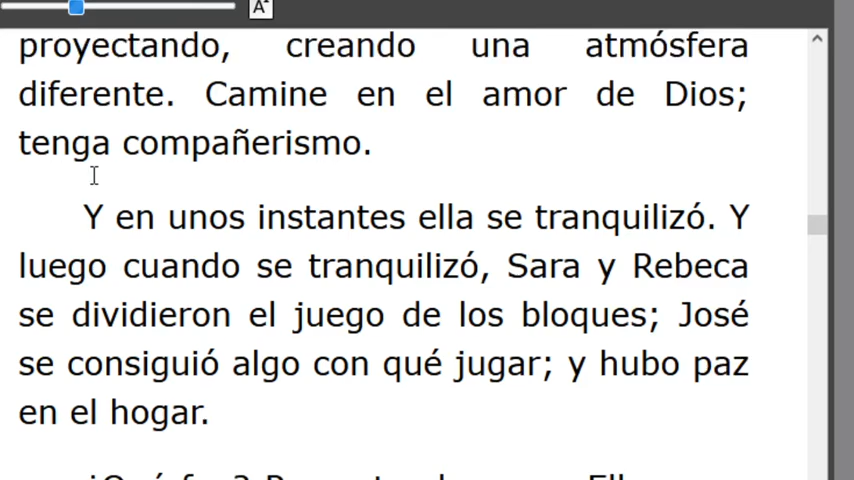 A
proyectando, creando una atmósfera
diferente. Camine en el amor de Dios;
tenga compañerismo.
Y en unos instantes ella se tranquilizó. Y
luego cuando se tranquilizó, Sara y Rebeca
se dividieron el juego de los bloques; José
se consiguió algo con qué jugar; y hubo paz
en el hogar.